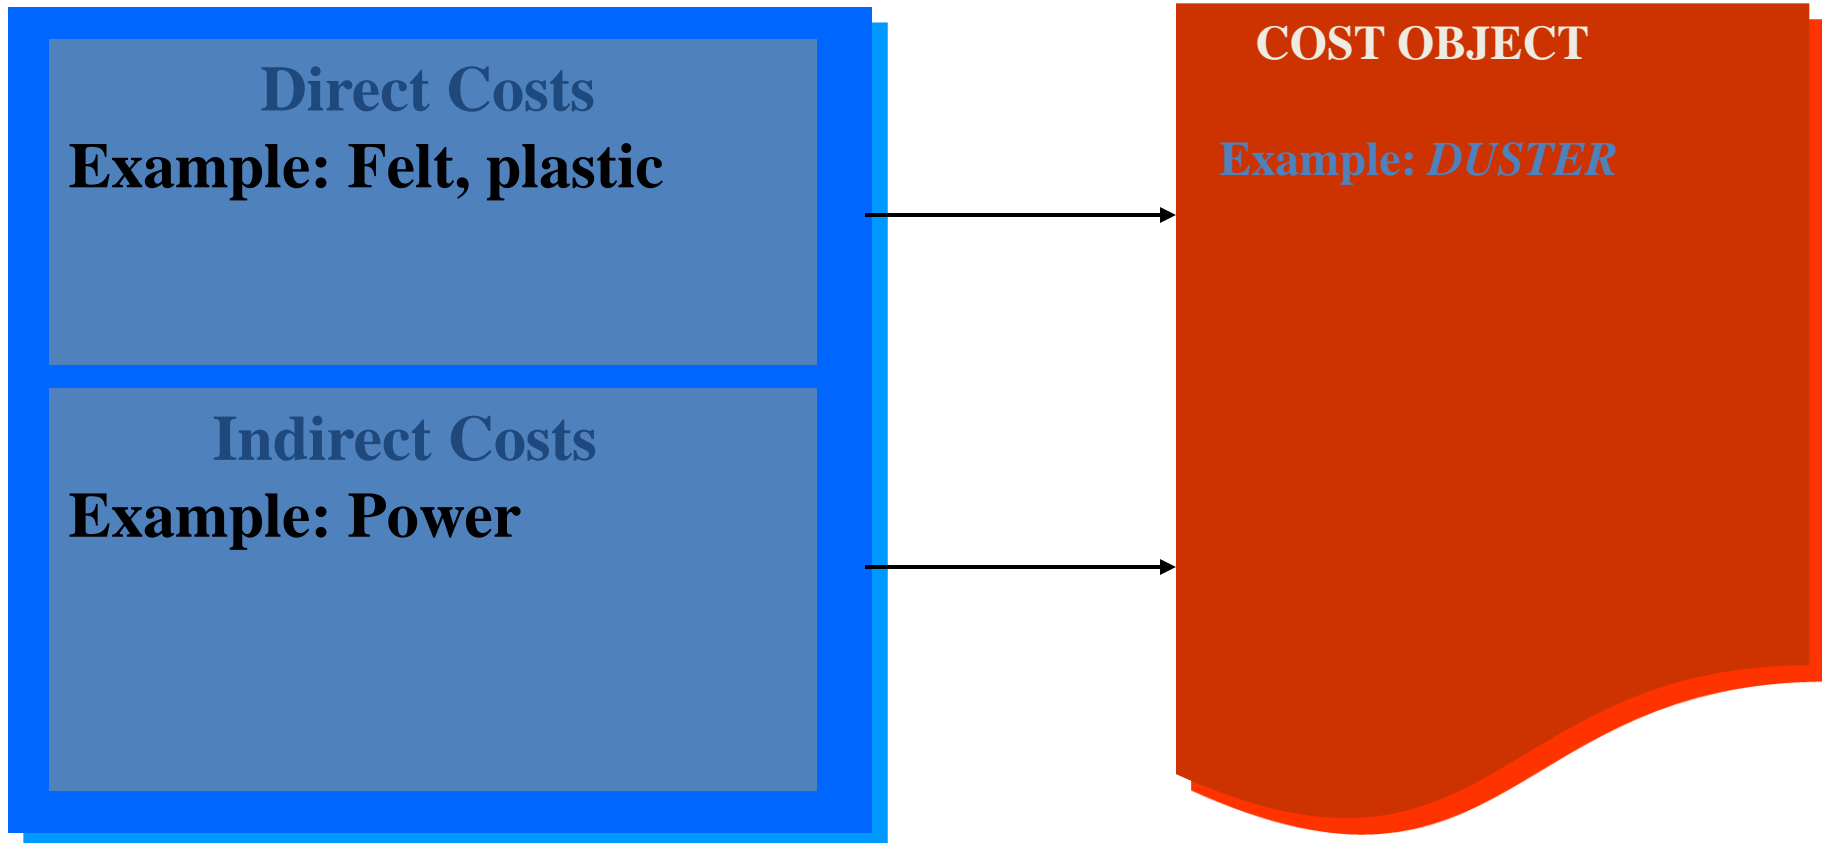 Direct Costs
Example: Felt, plastic
Indirect Costs
Example: Power
COST OBJECT
Example: DUSTER